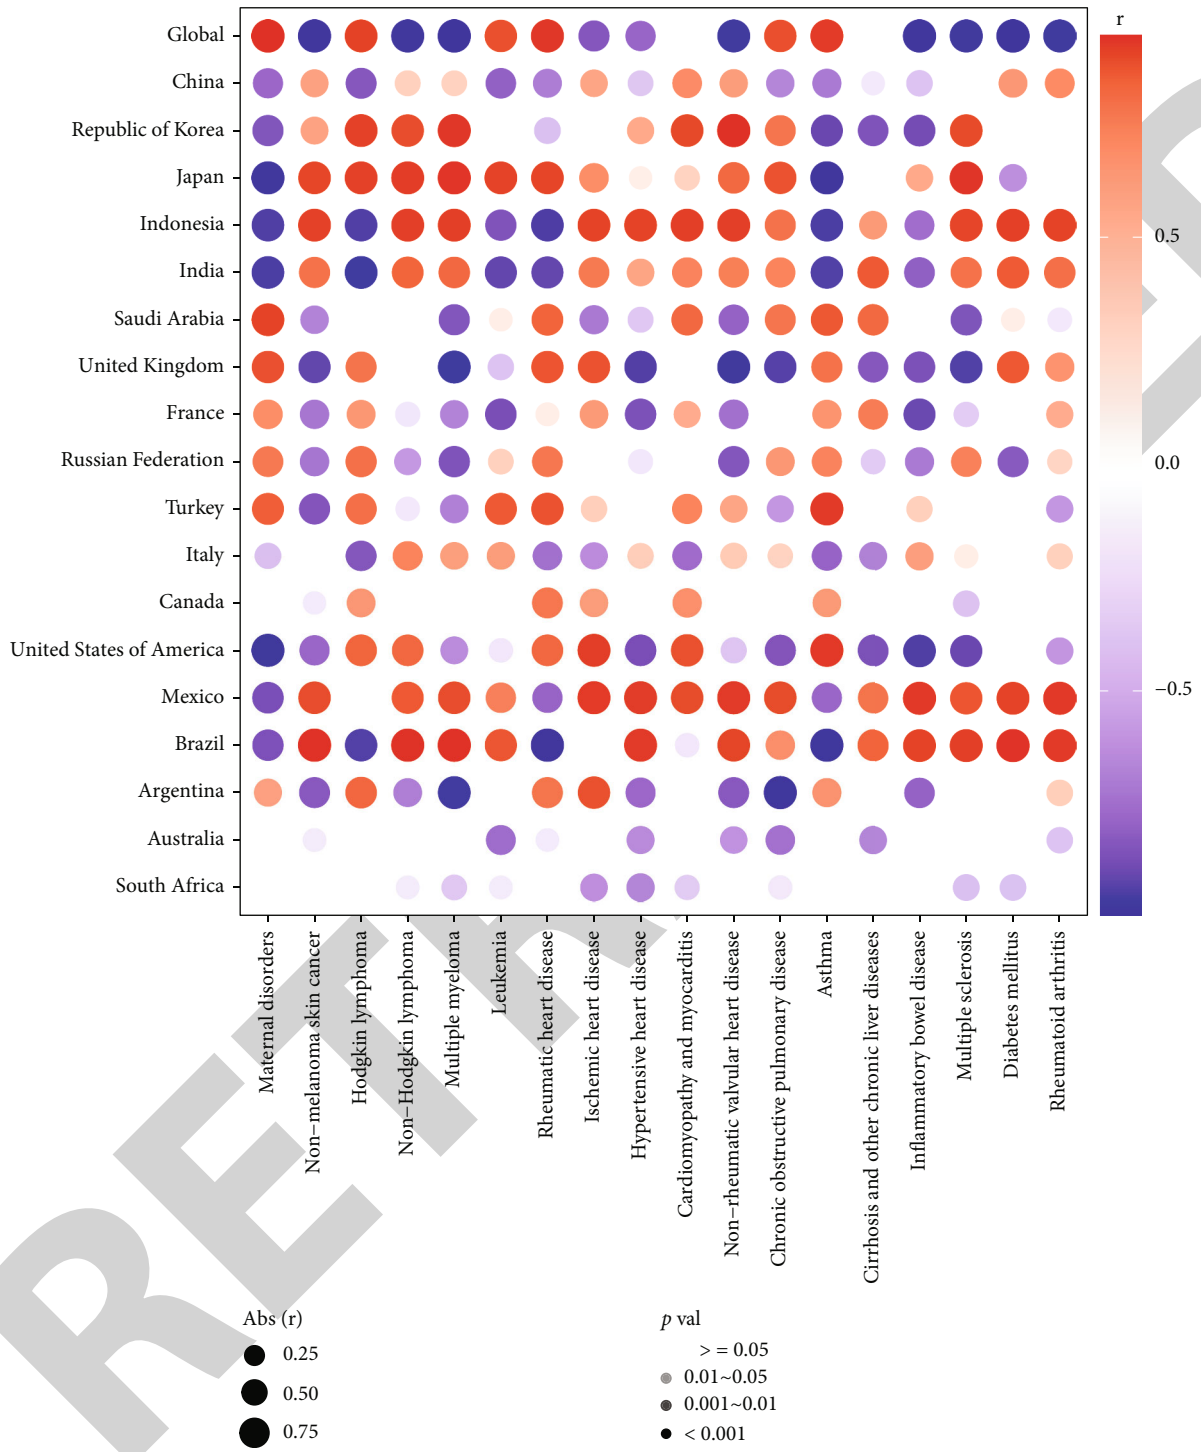 r
Global
China
Republic of Korea
Japan
Indonesia
India
Saudi Arabia
United Kingdom
France
Russian Federation
Turkey
Italy
Canada
United States of America
Mexico
Brazil
Argentina
Australia
South Africa
0.5
0.0
−0.5
Maternal disorders
Non−melanoma skin cancer
Hodgkin lymphoma
Non−Hodgkin lymphoma
Multiple myeloma
Leukemia
Rheumatic heart disease
Ischemic heart disease
Hypertensive heart disease
Cardiomyopathy and myocarditis
Non−rheumatic valvular heart disease
Chronic obstructive pulmonary disease
Asthma
Cirrhosis and other chronic liver diseases
Inflammatory bowel disease
Multiple sclerosis
Diabetes mellitus
Rheumatoid arthritis
Abs (r)
0.25
0.50
0.75
p val
> = 0.05
0.01~0.05
0.001~0.01
< 0.001